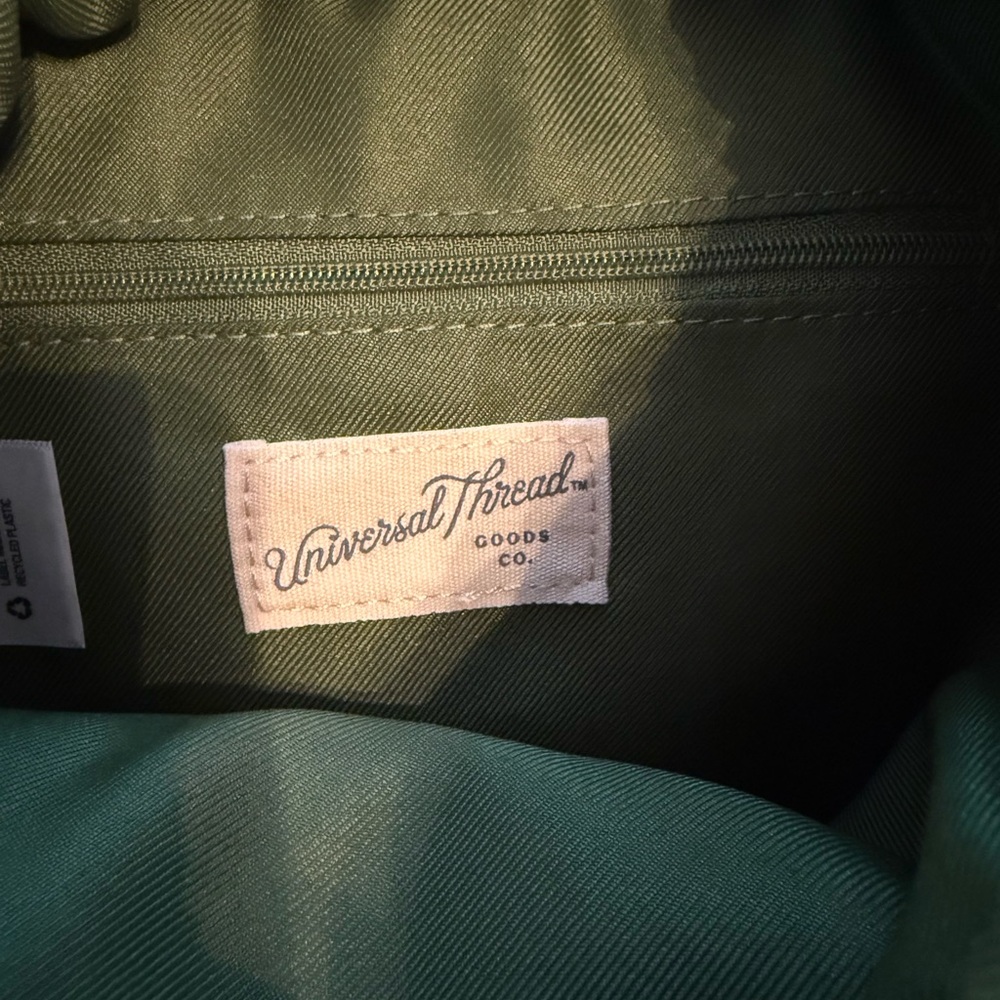 Universal Thread™
GOODS
CO.
RECYCLED PLASTIC